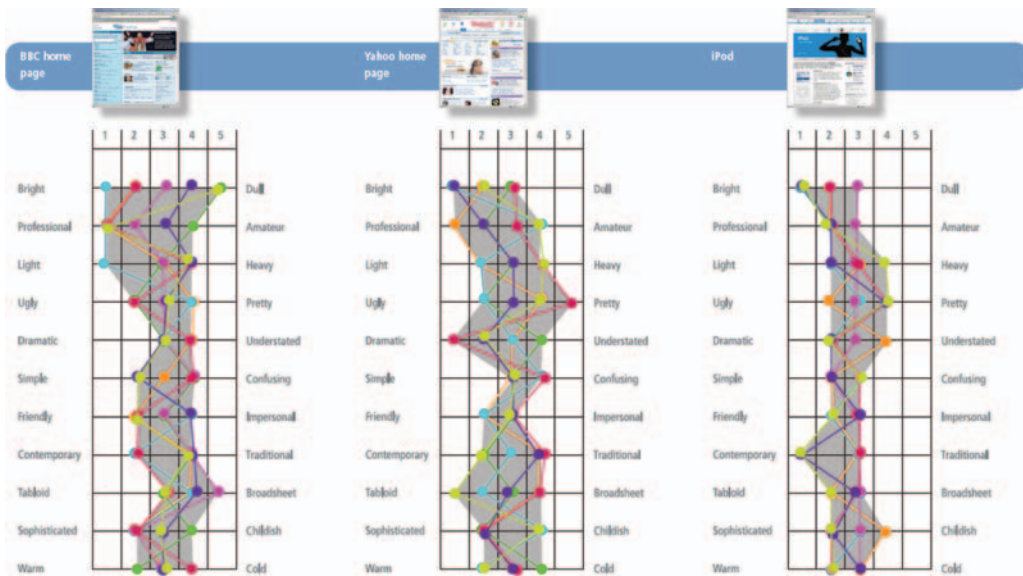 BBC home
page
Yahoo home
page
iPod
1 2 3 4 5
Bright Dull
Professional Amateur
Light Heavy
Ugly Pretty
Dramatic Understated
Simple Confusing
Friendly Impersonal
Contemporary Traditional
Tabloid Broadsheet
Sophisticated Childish
Warm Cold
1 2 3 4 5
Bright Dull
Professional Amateur
Light Heavy
Ugly Pretty
Dramatic Understated
Simple Confusing
Friendly Impersonal
Contemporary Traditional
Tabloid Broadsheet
Sophisticated Childish
Warm Cold
1 2 3 4 5
Bright Dull
Professional Amateur
Light Heavy
Ugly Pretty
Dramatic Understated
Simple Confusing
Friendly Impersonal
Contemporary Traditional
Tabloid Broadsheet
Sophisticated Childish
Warm Cold